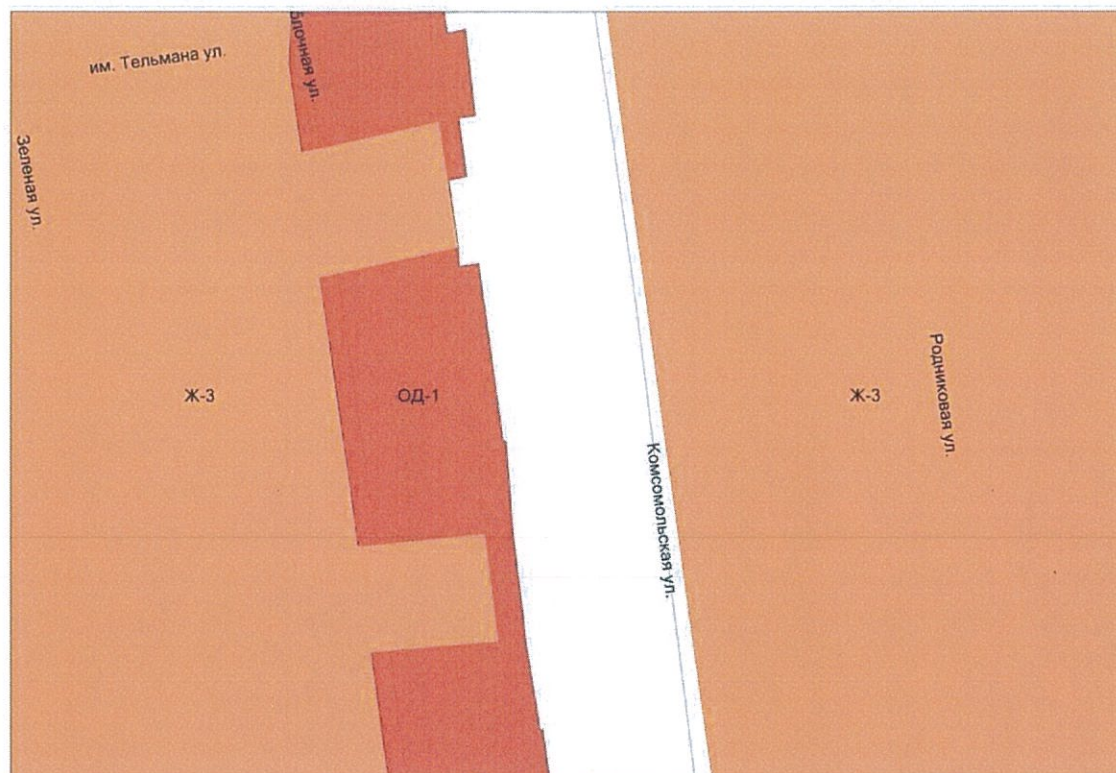 им. Тельмана ул.
блочная ул.
Зеленая ул.
Ж-3
ОД-1
Ж-3
Родниковая ул.
Комсомольская ул.